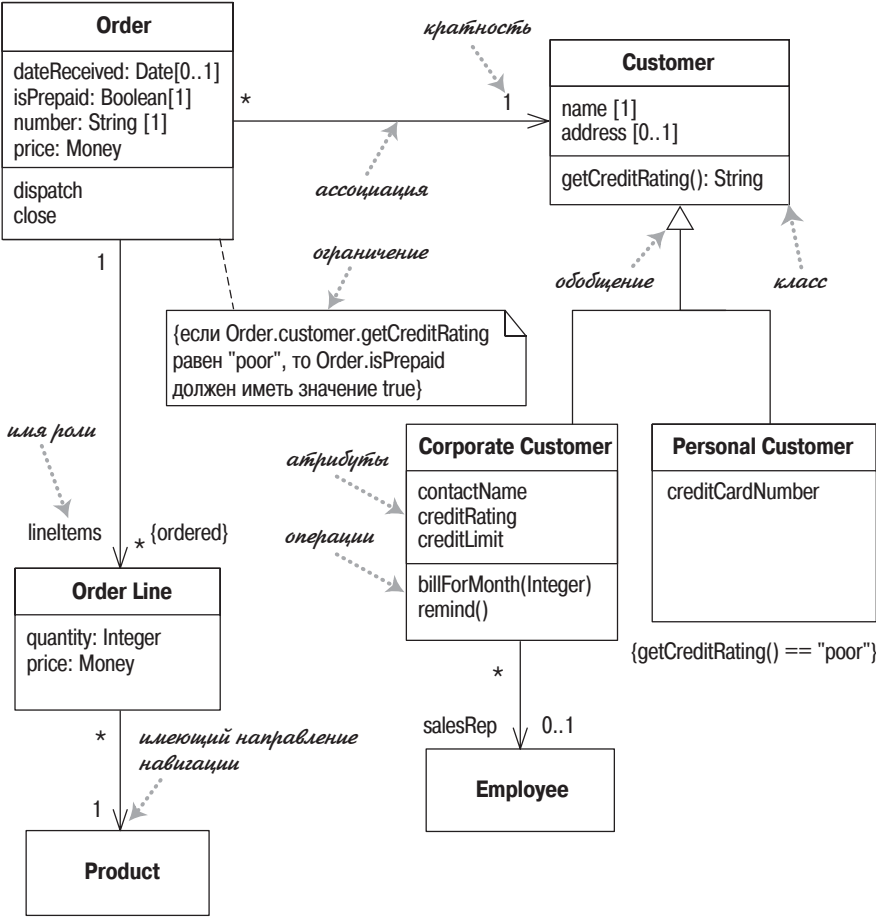 Order
dateReceived: Date[0..1]
isPrepaid: Boolean[1]
number: String [1]
price: Money
dispatch
close
*
1
кратность
ассоциация
Customer
name [1]
address [0..1]
getCreditRating(): String
обобщение
класс
1
ограничение
{если Order.customer.getCreditRating
равен "poor", то Order.isPrepaid
должен иметь значение true}
имя роли
lineItems
* {ordered}
атрибуты
операции
Corporate Customer
contactName
creditRating
creditLimit
billForMonth(Integer)
remind()
Personal Customer
creditCardNumber
{getCreditRating() == "poor"}
Order Line
quantity: Integer
price: Money
*
имеющий направление
навигации
1
Product
*
salesRep
0..1
Employee